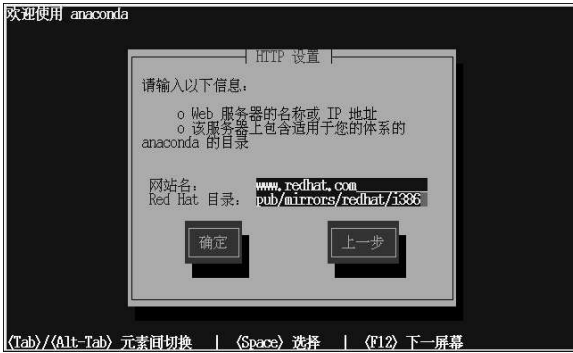 欢迎使用 anaconda
HTTP 设置
请输入以下信息:
o Web 服务器的名称或 IP 地址
o 该服务器上包含适用于您的体系的
anaconda 的目录
网站名: www.redhat.com
Red Hat 目录: pub/mirrors/redhat/i386
确定 上一步
<Tab>/<Alt-Tab> 元素间切换 | <Space> 选择 | <F12> 下一屏幕